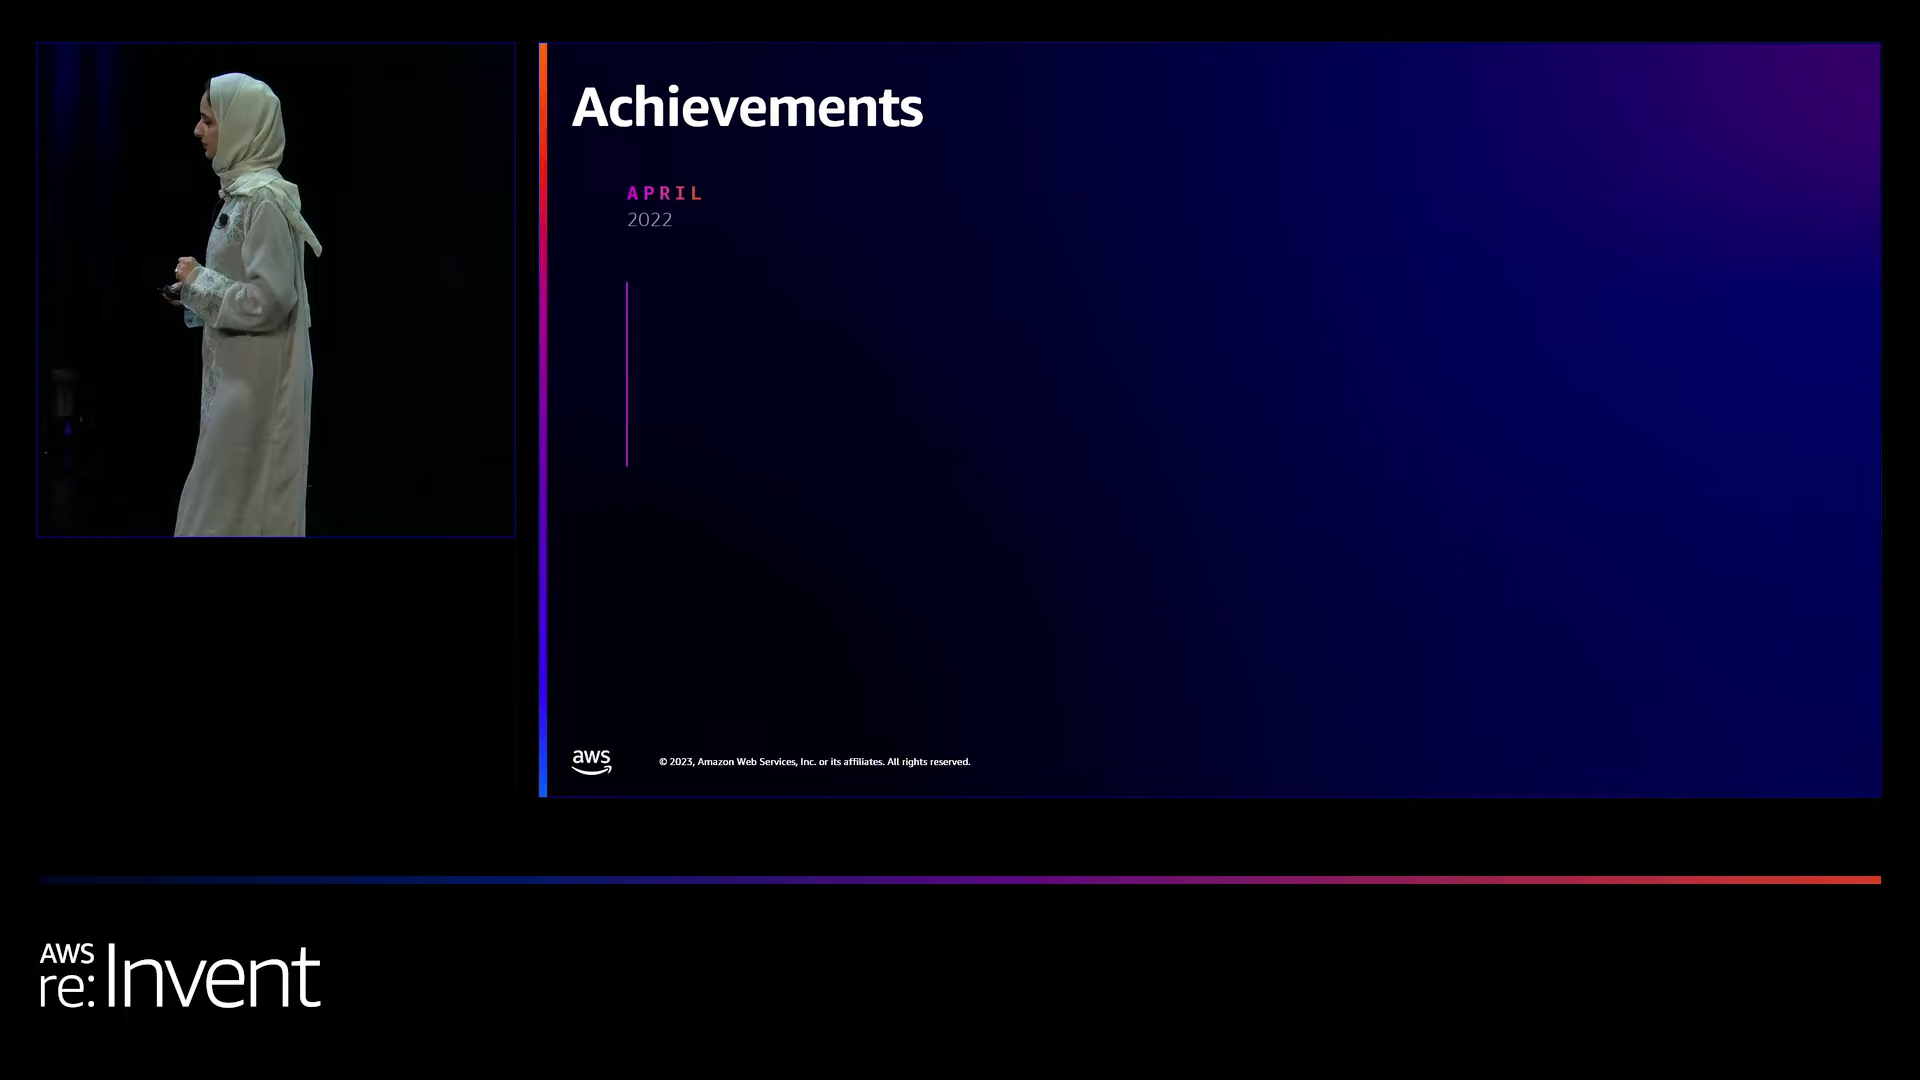 Achievements
APRIL
2022
aws
© 2023, Amazon Web Services, Inc. or its affiliates. All rights reserved.
AWS
re:Invent